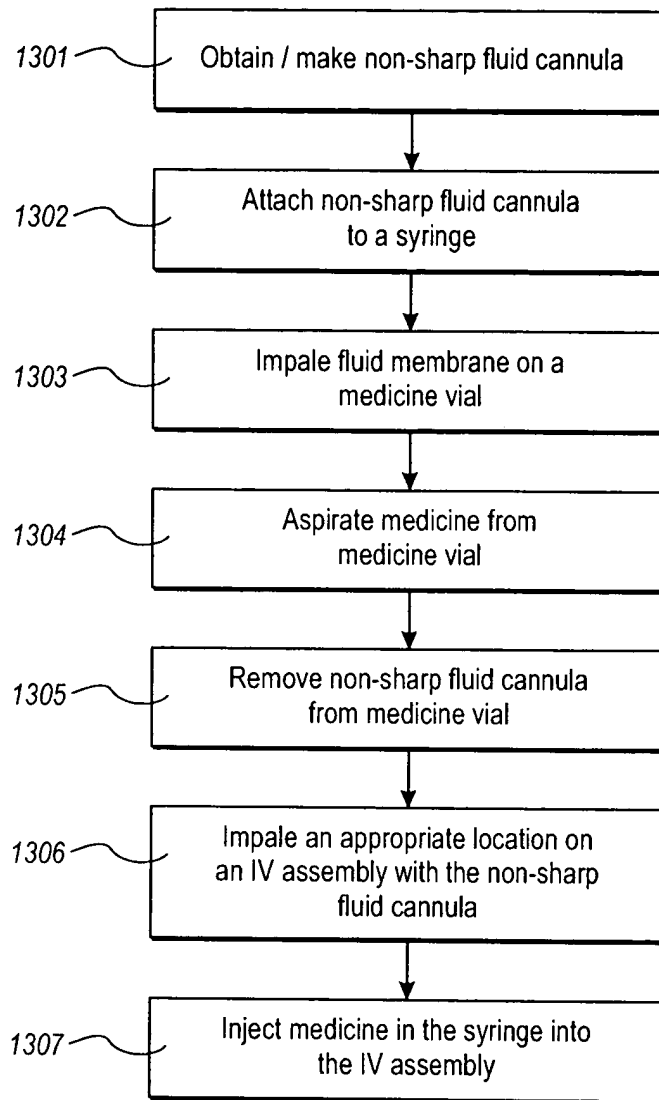 1301
Obtain / make non-sharp fluid cannula
1302
Attach non-sharp fluid cannula
to a syringe
1303
Impale fluid membrane on a
medicine vial
1304
Aspirate medicine from
medicine vial
1305
Remove non-sharp fluid cannula
from medicine vial
1306
Impale an appropriate location on
an IV assembly with the non-sharp
fluid cannula
1307
Inject medicine in the syringe into
the IV assembly